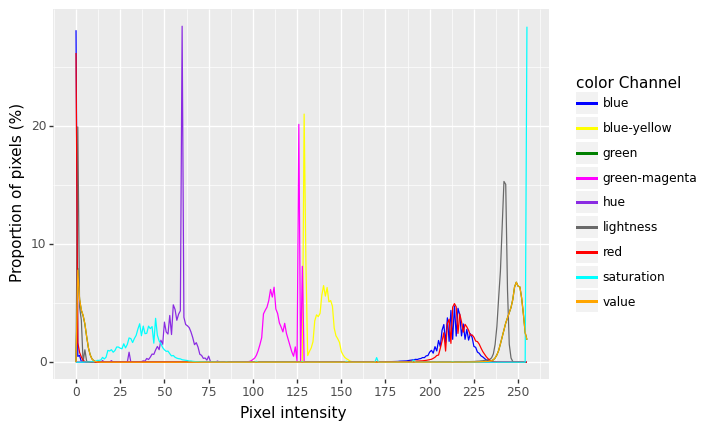 color Channel
blue
blue-yellow
green
green-magenta
hue
lightness
red
saturation
value
Proportion of pixels (%)
20
10
0
0 25 50 75 100 125 150 175 200 225 250
Pixel intensity